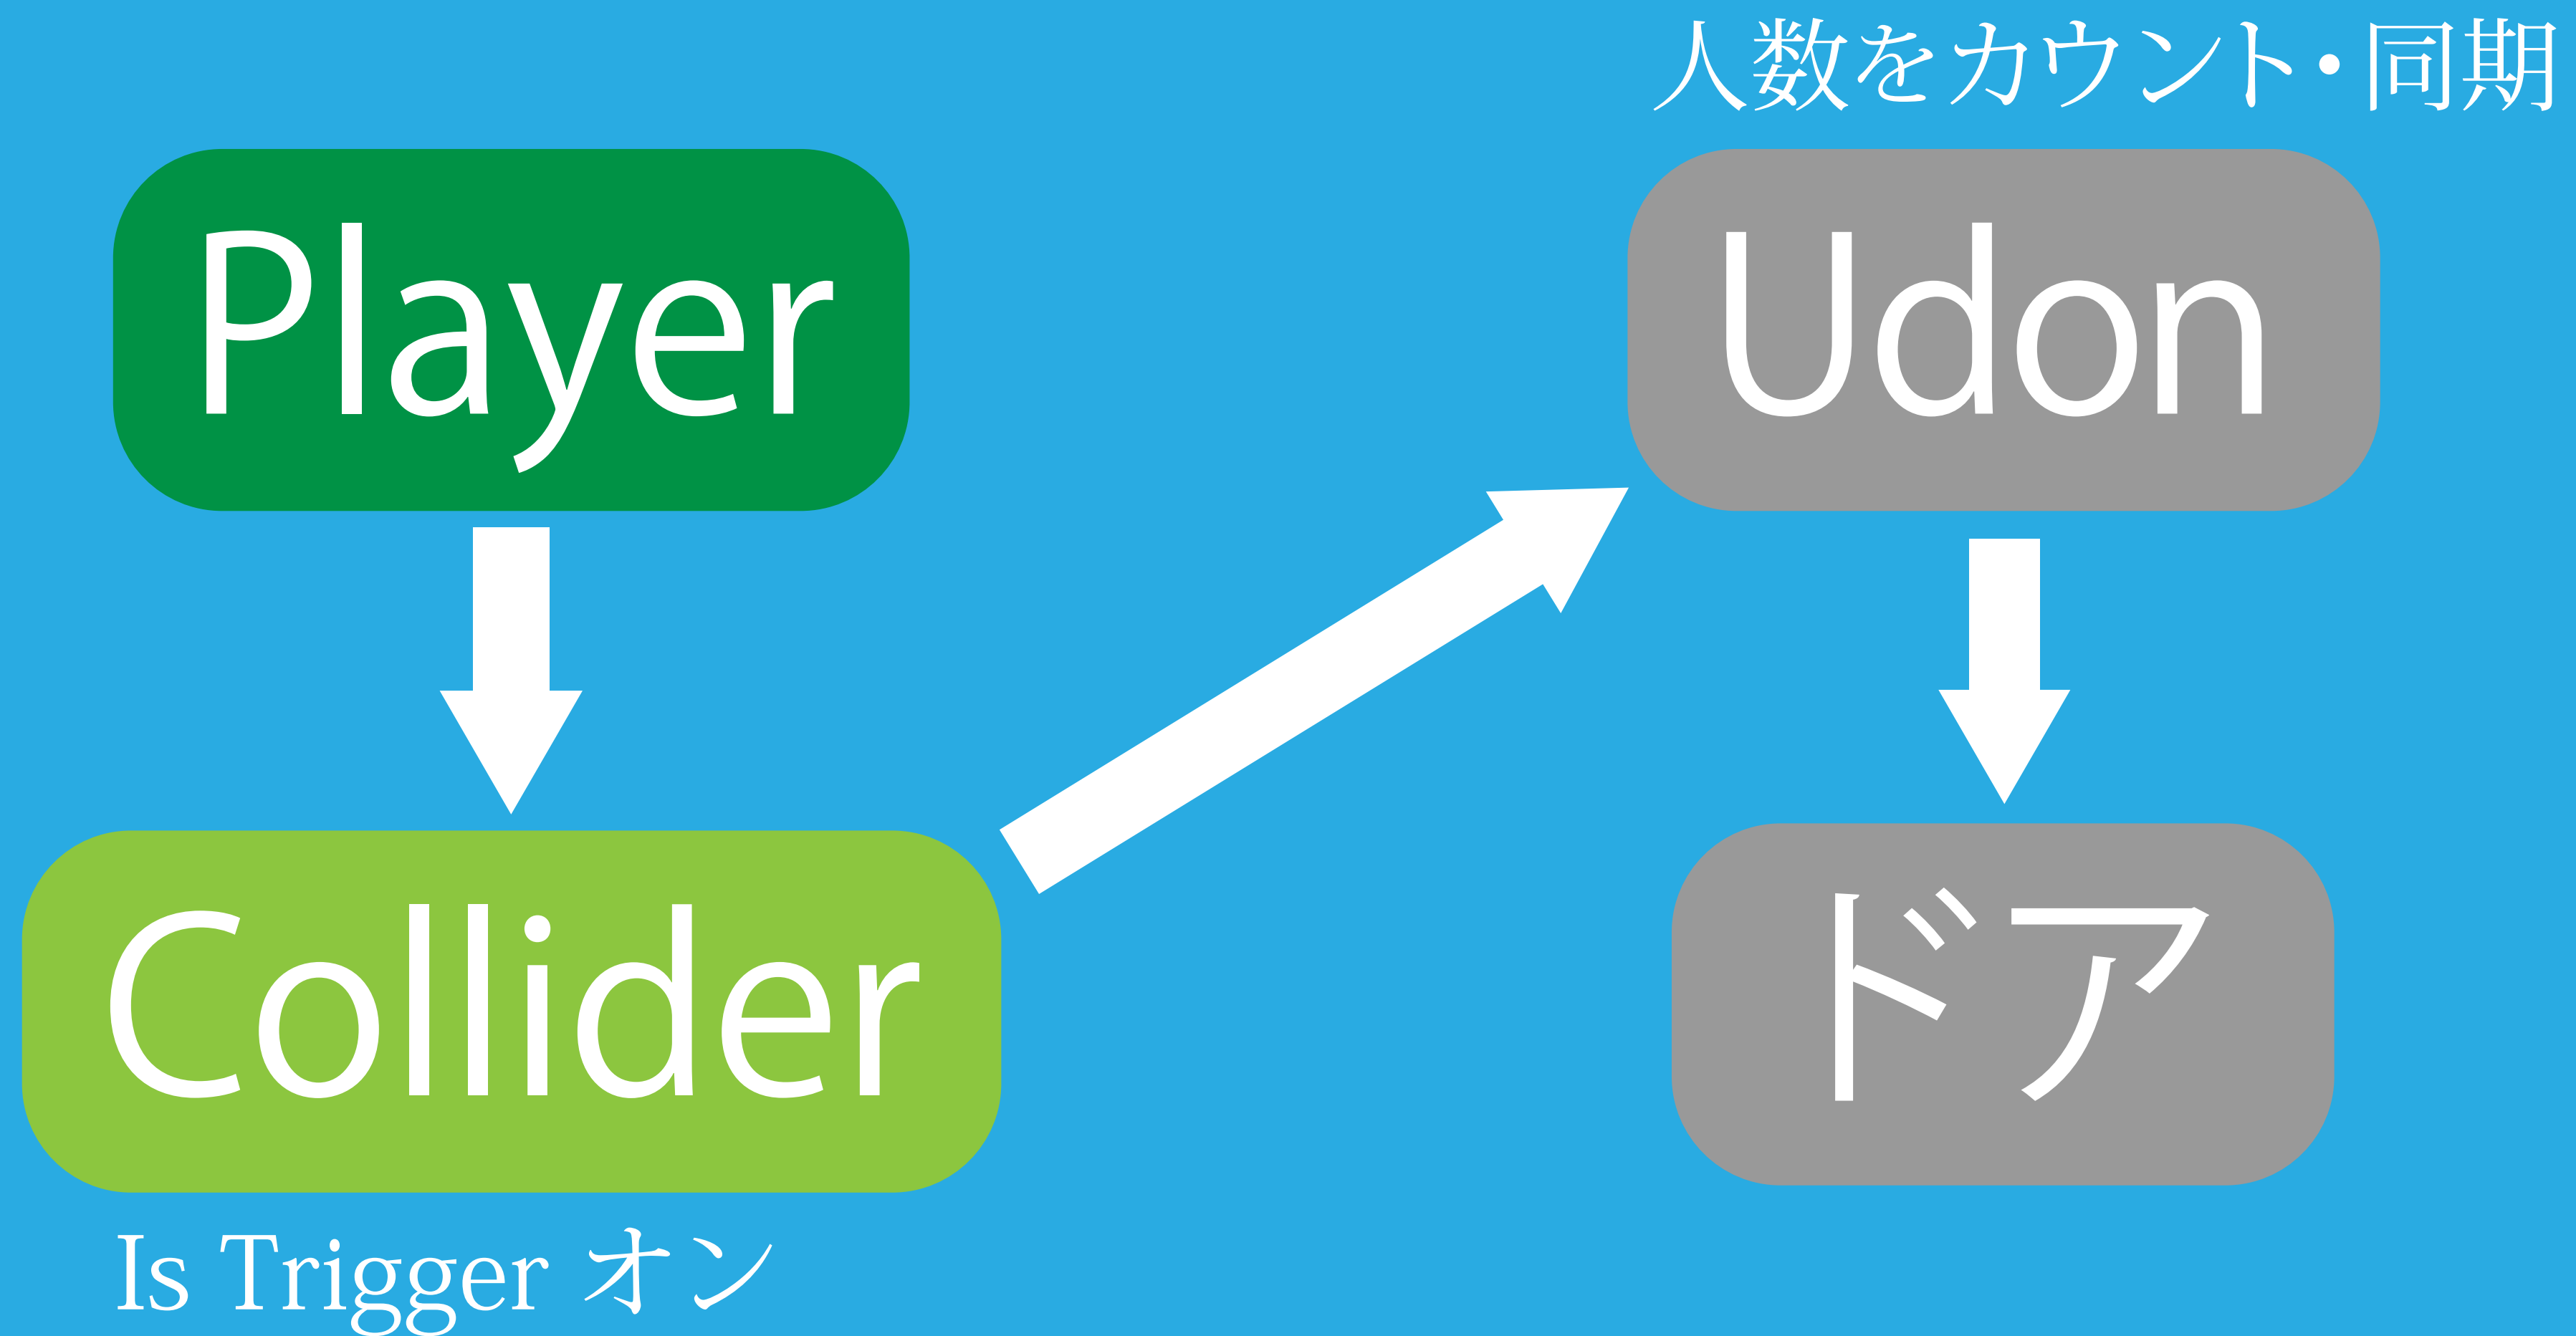 人数をカウント・同期
Player
Udon
Collider
ドア
Is Trigger オン